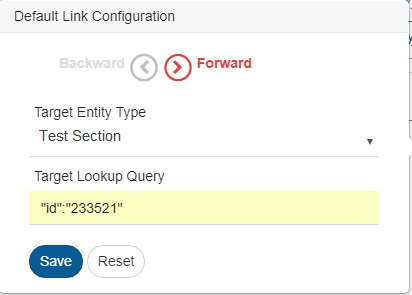 Default Link Configuration
Backward Forward
Target Entity Type
Test Section
Target Lookup Query
"id":"233521"
Save Reset